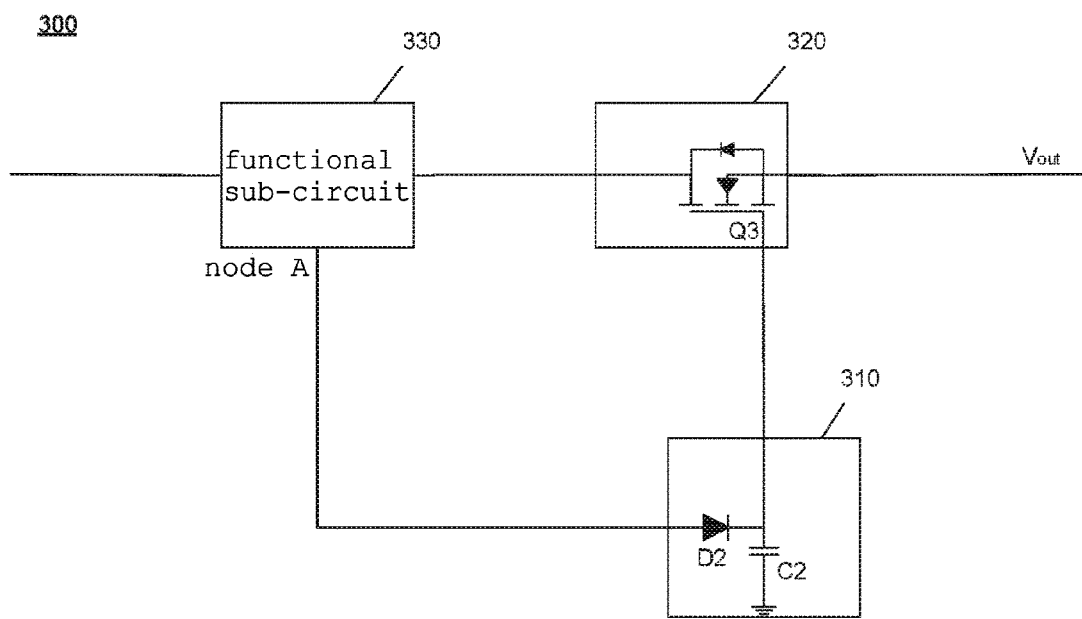 300
330
320
functional
sub-circuit
Vout
Q3
node A
310
D2
C2